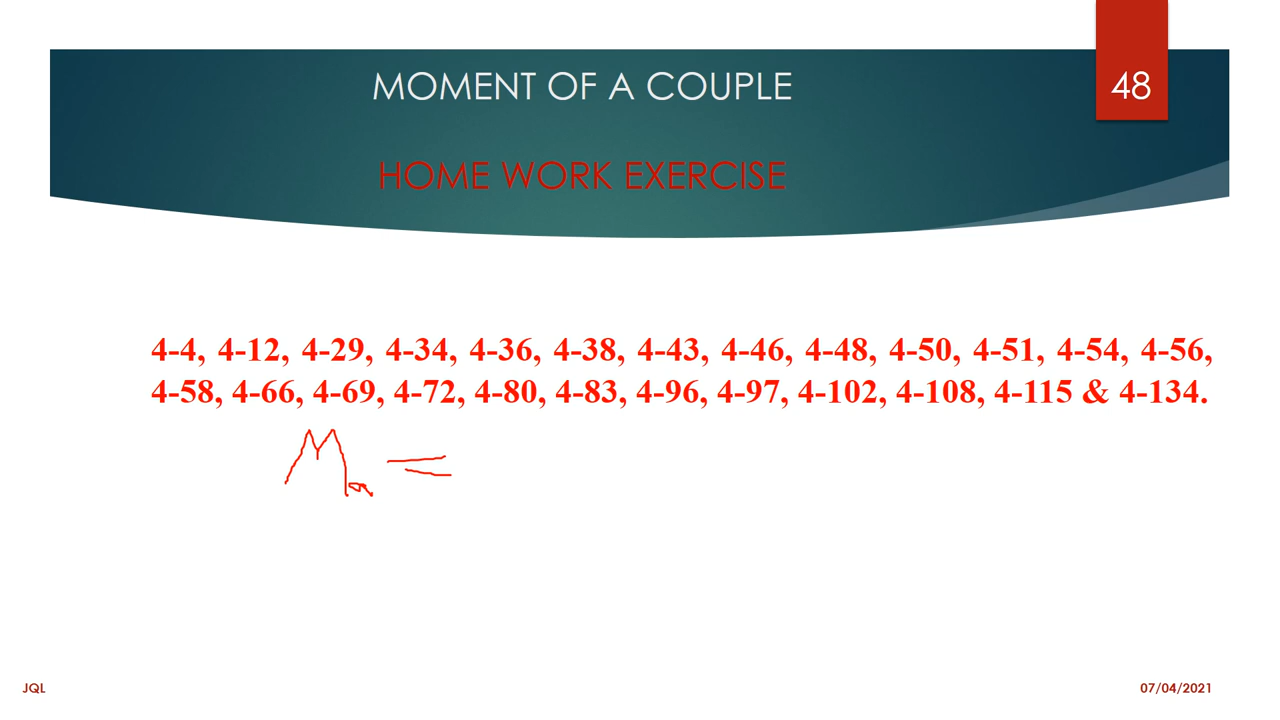 MOMENT OF A COUPLE
48
HOME WORK EXERCISE
4-4, 4-12, 4-29, 4-34, 4-36, 4-38, 4-43, 4-46, 4-48, 4-50, 4-51, 4-54, 4-56,
4-58, 4-66, 4-69, 4-72, 4-80, 4-83, 4-96, 4-97, 4-102, 4-108, 4-115 & 4-134.
Ma =
JQL
07/04/2021